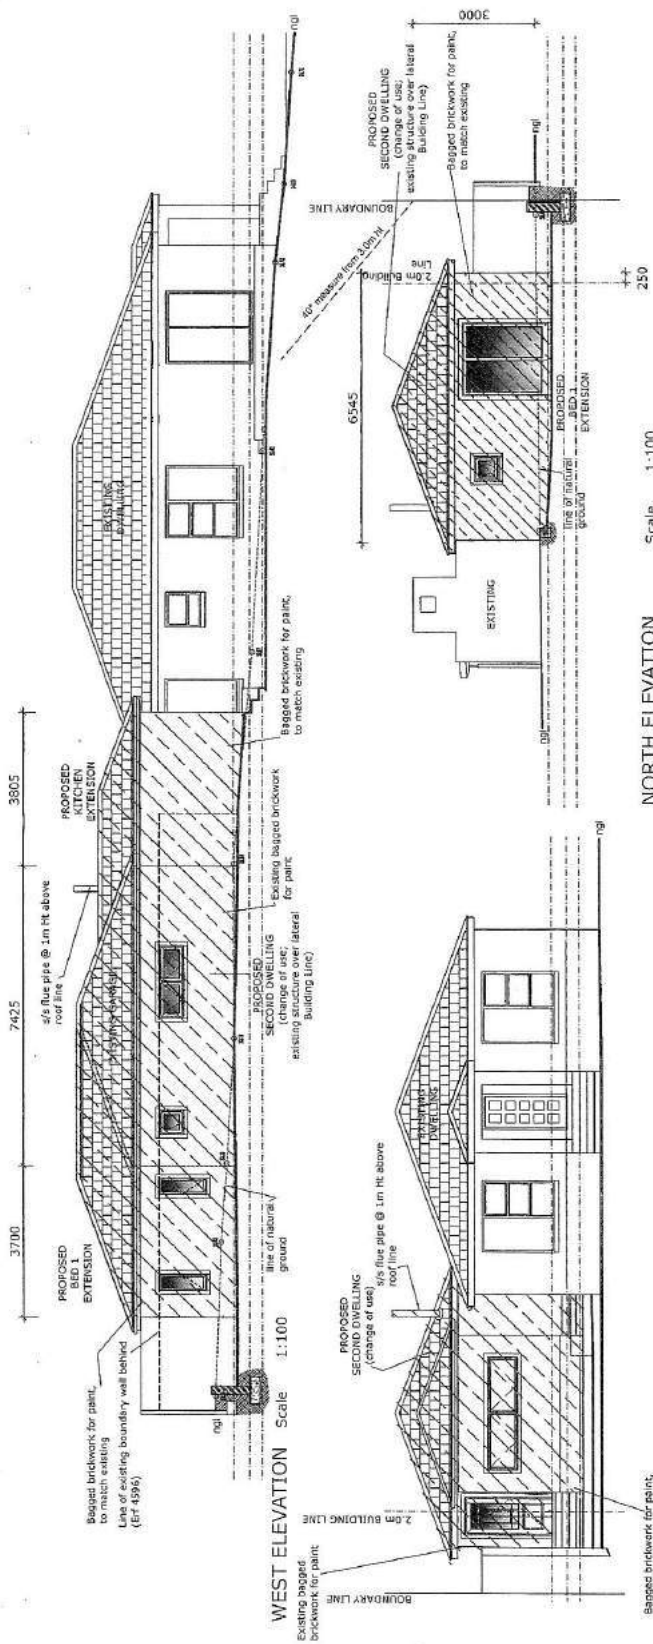 3700
7425
3805
PROPOSED
BED 1
EXTENSION
s/s flue pipe @ 1m Ht above
roof line
PROPOSED
KITCHEN
EXTENSION
EXISTING GARAGE
EXISTING
DWELLING
Bagged brickwork for paint,
to match existing
Line of existing boundary wall behind
(Erf 4596)
ngl
line of natural
ground
PROPOSED
SECOND DWELLING
(change of use;
existing structure over lateral
Building Line)
Existing bagged brickwork
for paint
Bagged brickwork for paint,
to match existing
ngl
WEST ELEVATION Scale 1:100
Existing bagged
brickwork for paint
BOUNDARY LINE
2.0m BUILDING LINE
PROPOSED
SECOND DWELLING
(change of use)
s/s flue pipe @ 1m Ht above
roof line
EXISTING
DWELLING
ngl
Bagged brickwork for paint,
6545
3000
40° measure from 3.0m ht
BOUNDARY LINE
2.0m Building
Line
PROPOSED
SECOND DWELLING
(change of use;
existing structure over lateral
Building Line)
Bagged brickwork for paint,
to match existing
EXISTING
ngl
line of natural
ground
PROPOSED
BED 1
EXTENSION
ngl
250
NORTH ELEVATION Scale 1:100